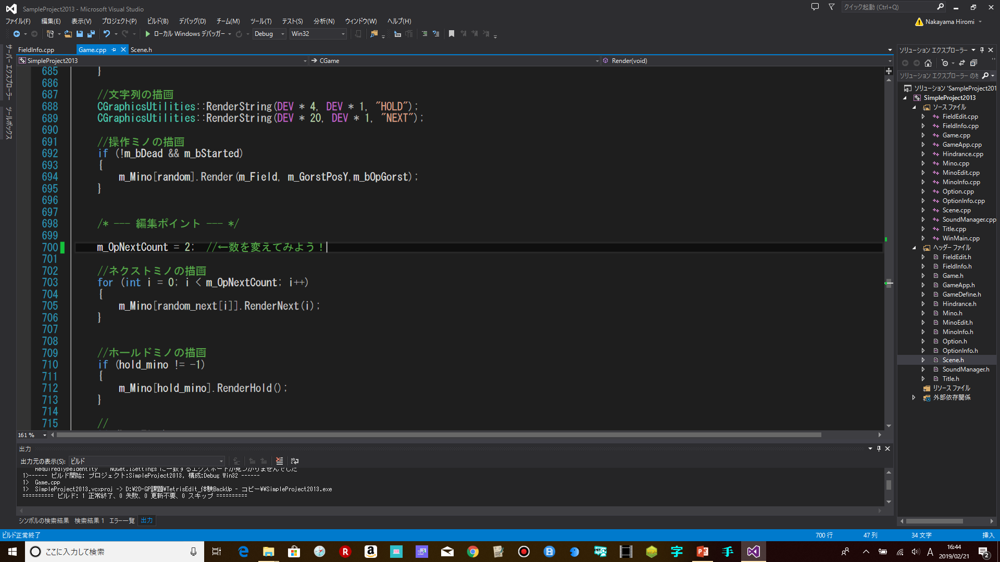 SampleProject2013 - Microsoft Visual Studio
クイック起動 (Ctrl+Q)
ファイル(F) 編集(E) 表示(V) プロジェクト(P) ビルド(B) デバッグ(D) チーム(M) ツール(T) テスト(S) 分析(N) ウィンドウ(W) ヘルプ(H)
Nakayama Hiromi
ローカル Windows デバッガー Debug Win32
サーバー エクスプローラー
ツールボックス
FieldInfo.cpp Game.cpp Scene.h
SimpleProject2013 CGame Render(void)
685 }
686
687 //文字列の描画
688 CGraphicsUtilities::RenderString(DEV * 4, DEV * 1, "HOLD");
689 CGraphicsUtilities::RenderString(DEV * 20, DEV * 1, "NEXT");
690
691 //操作ミノの描画
692 if (!m_bDead && m_bStarted)
693 {
694 m_Mino[random].Render(m_Field, m_GorstPosY,m_bOpGorst);
695 }
696
697
698 /* --- 編集ポイント --- */
699
700 m_OpNextCount = 2; //←数を変えてみよう！
701
702 //ネクストミノの描画
703 for (int i = 0; i < m_OpNextCount; i++)
704 {
705 m_Mino[random_next[i]].RenderNext(i);
706 }
707
708
709 //ホールドミノの描画
710 if (hold_mino != -1)
711 {
712 m_Mino[hold_mino].RenderHold();
713 }
714
715 //
161 %
出力
出力元の表示(S): ビルド
RequiredTypeIdentity NuGet.ISettings に一致するエクスポートが見つかりませんでした
1>------ ビルド開始: プロジェクト:SimpleProject2013, 構成:Debug Win32 ------
1> Game.cpp
1> SimpleProject2013.vcxproj -> D:\2D-GP課題\TetrisEdit_体験BackUp - コピー\\SimpleProject2013.exe
========== ビルド: 1 正常終了、0 失敗、0 更新不要、0 スキップ ==========
シンボルの検索結果 検索結果 1 エラー一覧 出力
ソリューション エクスプローラー
ソリューション エクスプローラー の
ソリューション 'SampleProject201
SimpleProject2013
ソース ファイル
FieldEdit.cpp
FieldInfo.cpp
Game.cpp
GameApp.cpp
Hindrance.cpp
Mino.cpp
MinoEdit.cpp
MinoInfo.cpp
Option.cpp
OptionInfo.cpp
Scene.cpp
SoundManager.cpp
Title.cpp
WinMain.cpp
ヘッダー ファイル
FieldEdit.h
FieldInfo.h
Game.h
GameApp.h
GameDefine.h
Hindrance.h
Mino.h
MinoEdit.h
MinoInfo.h
Option.h
OptionInfo.h
Scene.h
SoundManager.h
Title.h
リソース ファイル
外部依存関係
ビルド正常終了 700 行 47 列 34 文字 挿入
ここに入力して検索
A 16:44
2019/02/21
2